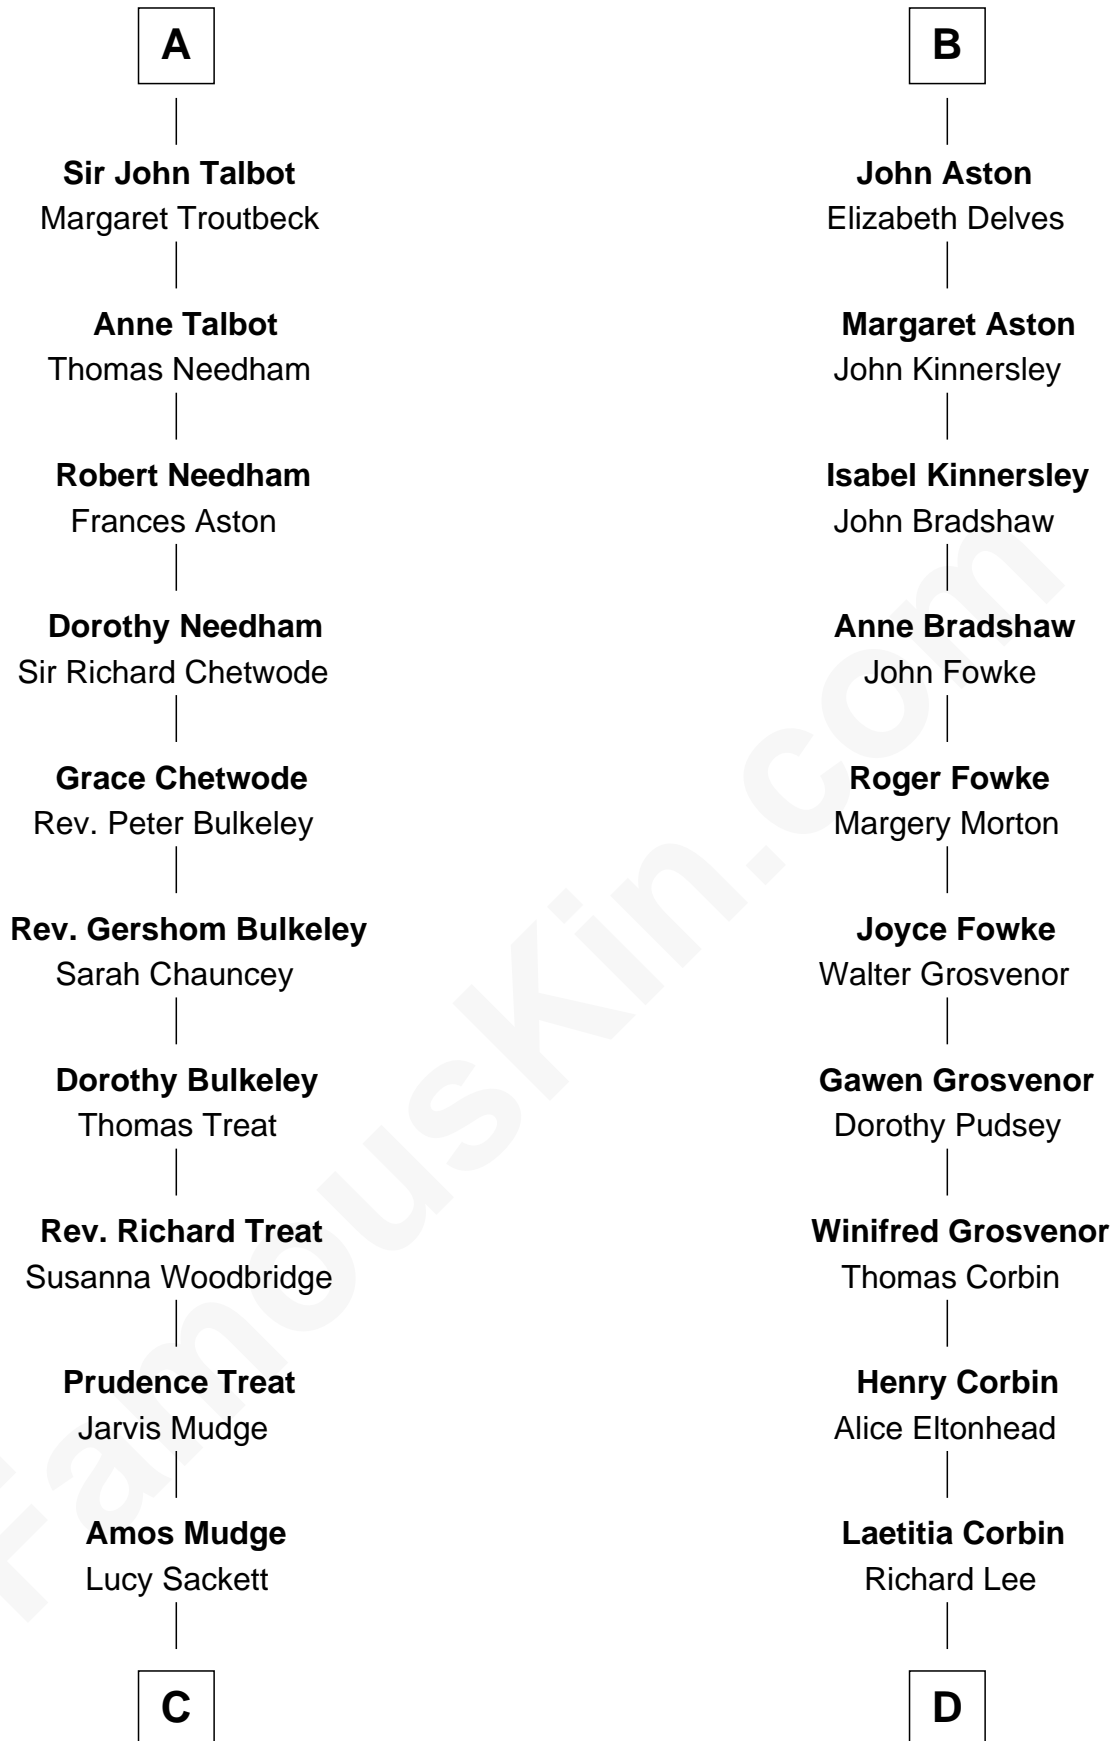 A
Sir John Talbot
Margaret Troutbeck
Anne Talbot
Thomas Needham
Robert Needham
Frances Aston
Dorothy Needham
Sir Richard Chetwode
Grace Chetwode
Rev. Peter Bulkeley
Rev. Gershom Bulkeley
Sarah Chauncey
Dorothy Bulkeley
Thomas Treat
Rev. Richard Treat
Susanna Woodbridge
Prudence Treat
Jarvis Mudge
Amos Mudge
Lucy Sackett
C
B
John Aston
Elizabeth Delves
Margaret Aston
John Kinnersley
Isabel Kinnersley
John Bradshaw
Anne Bradshaw
John Fowke
Roger Fowke
Margery Morton
Joyce Fowke
Walter Grosvenor
Gawen Grosvenor
Dorothy Pudsey
Winifred Grosvenor
Thomas Corbin
Henry Corbin
Alice Eltonhead
Laetitia Corbin
Richard Lee
D
FamousKin.com